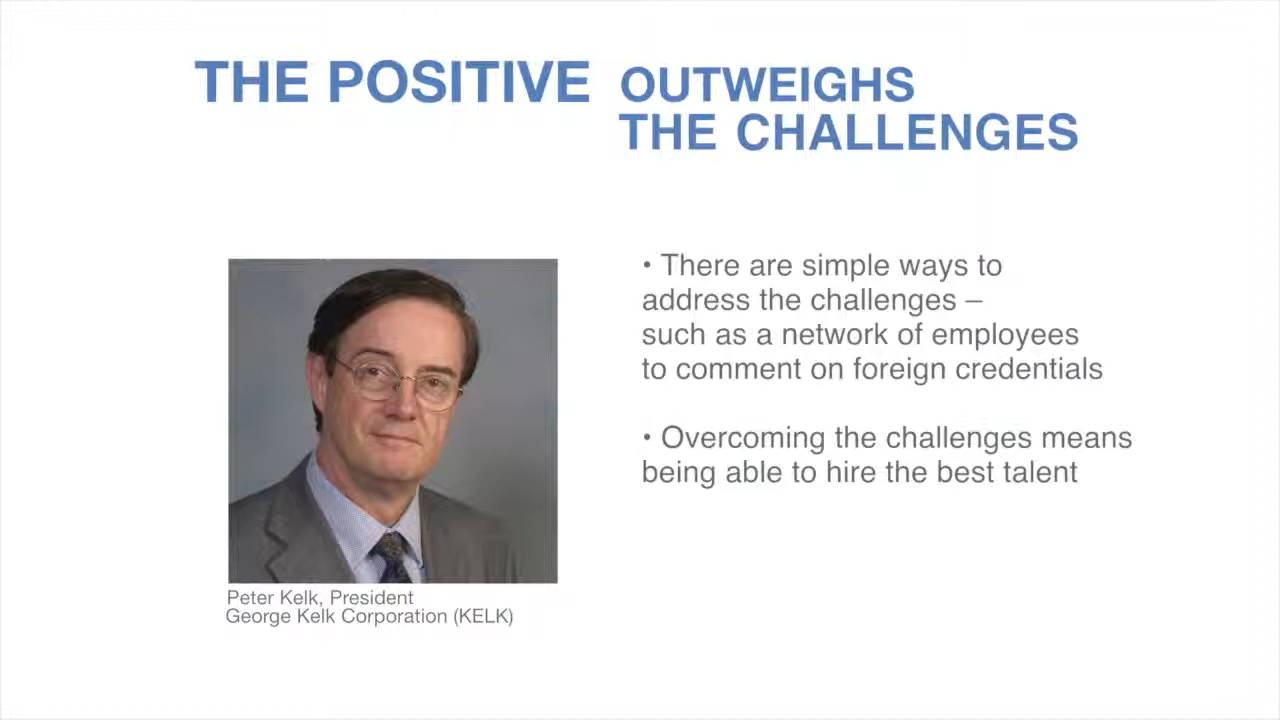 THE POSITIVE OUTWEIGHS
THE CHALLENGES
• There are simple ways to
address the challenges –
such as a network of employees
to comment on foreign credentials
• Overcoming the challenges means
being able to hire the best talent
Peter Kelk, President
George Kelk Corporation (KELK)